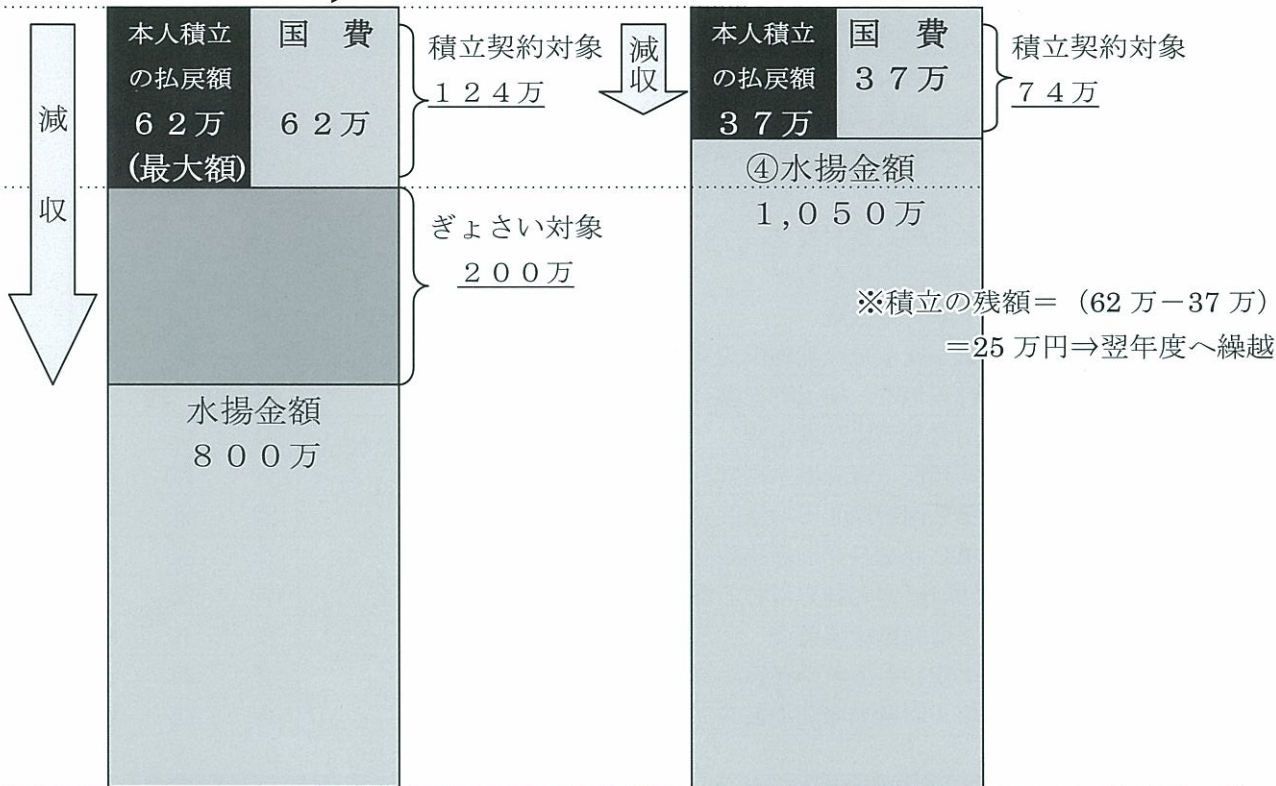 減
収
本人積立
の払戻額
６２万
(最大額)
国　費
６２万
積立契約対象
１２４万
ぎょさい対象
２００万
水揚金額
８００万
減
収
本人積立
の払戻額
３７万
国　費
３７万
積立契約対象
７４万
④水揚金額
１,０５０万
※積立の残額＝（62 万－37 万）
＝25 万円⇒翌年度へ繰越